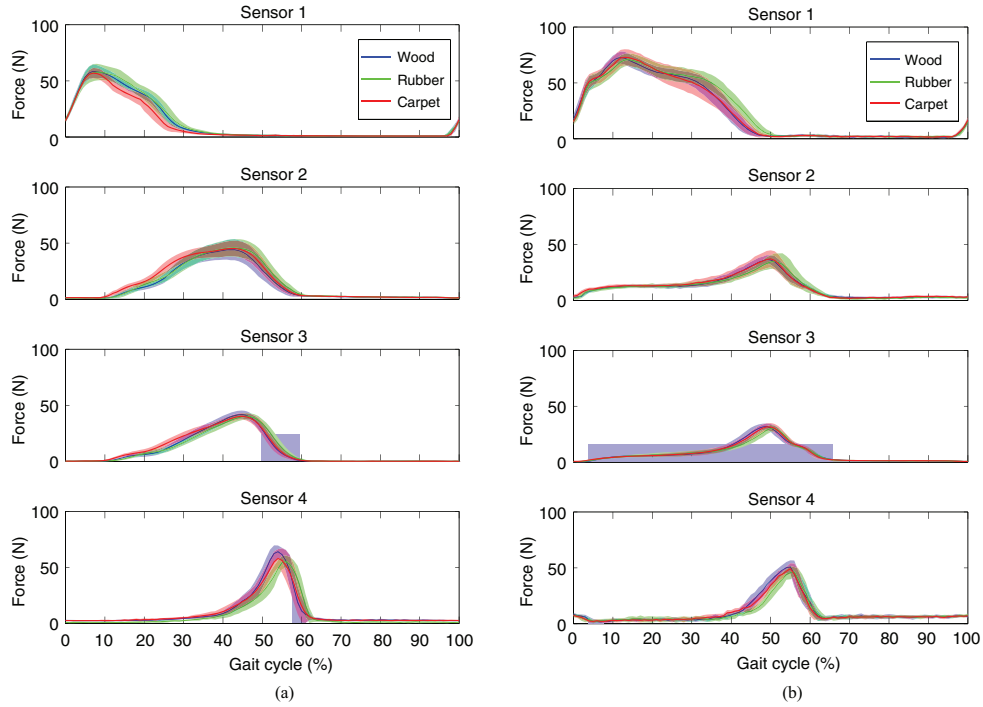 Sensor 1
100
50
0
Force (N)
Wood
Rubber
Carpet
Sensor 2
100
50
0
Force (N)
Sensor 3
100
50
0
Force (N)
Sensor 4
100
50
0
Force (N)
0 10 20 30 40 50 60 70 80 90 100
Gait cycle (%)
(a)
Sensor 1
100
50
0
Force (N)
Wood
Rubber
Carpet
Sensor 2
100
50
0
Force (N)
Sensor 3
100
50
0
Force (N)
Sensor 4
100
50
0
Force (N)
0 10 20 30 40 50 60 70 80 90 100
Gait cycle (%)
(b)